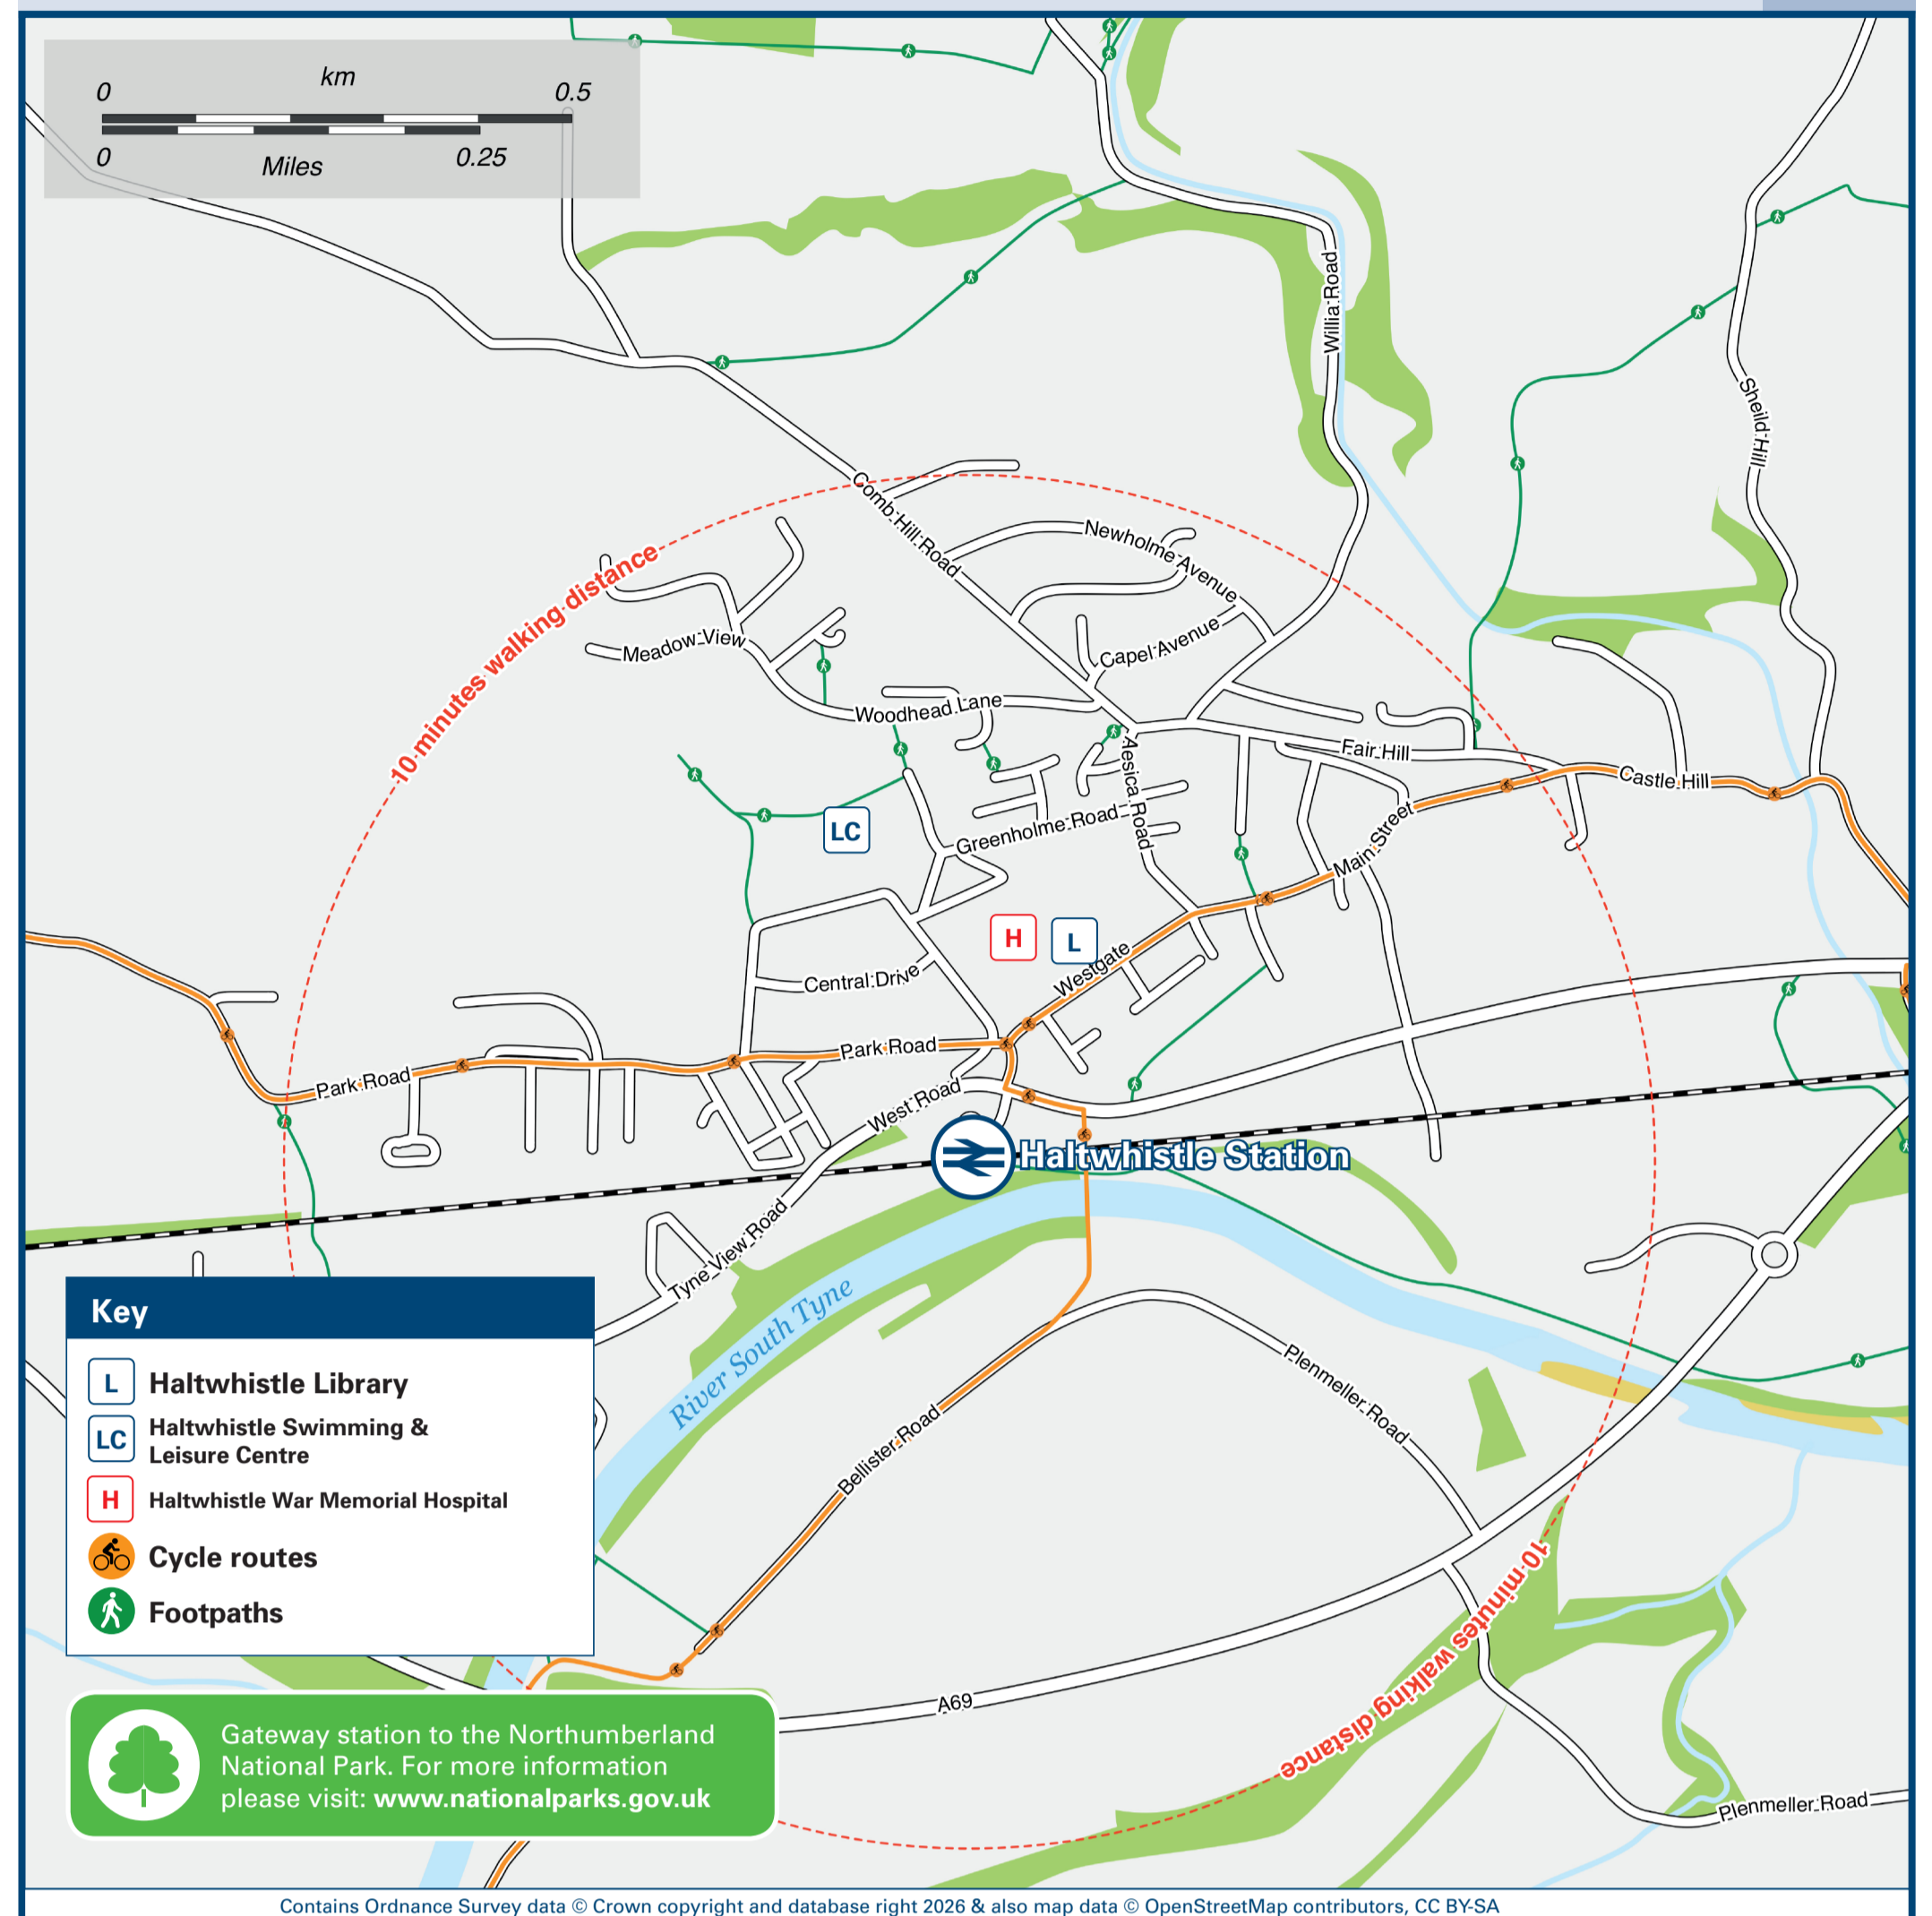 km
0 0.5
0 0.25
Miles
Willia Road
Sheild Hill
Comb Hill Road
Newholme Avenue
10 minutes walking distance
Meadow View
Capel Avenue
Woodhead Lane
Fair Hill
Castle Hill
Aesica Road
Greenholme Road
Main Street
LC
H
L
Westgate
Central Drive
Park Road
Park Road
West Road
Haltwhistle Station
Tyne View Road
River South Tyne
Plenmeller Road
Bellister Road
A69
10 minutes walking distance
Plenmeller Road
Key
L Haltwhistle Library
LC Haltwhistle Swimming &
Leisure Centre
H Haltwhistle War Memorial Hospital
Cycle routes
Footpaths
Gateway station to the Northumberland
National Park. For more information
please visit: www.nationalparks.gov.uk
Contains Ordnance Survey data © Crown copyright and database right 2026 & also map data © OpenStreetMap contributors, CC BY-SA